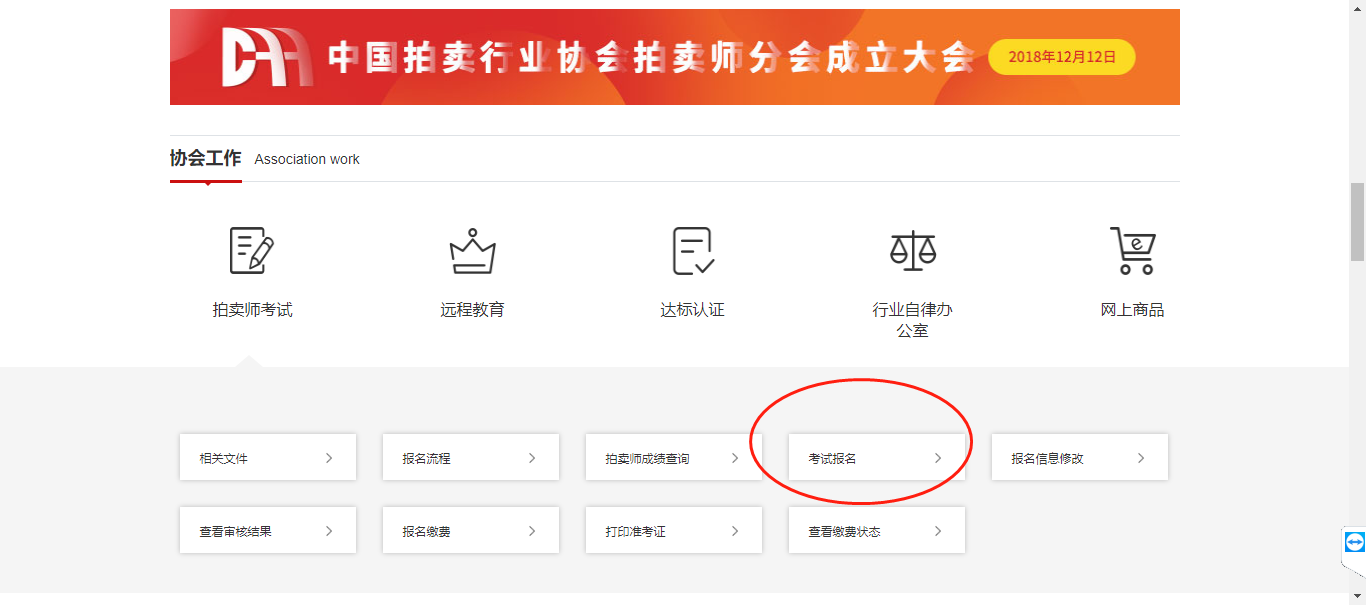 中国拍卖行业协会拍卖师分会成立大会 2018年12月12日
协会工作 Association work
拍卖师考试 远程教育 达标认证 行业自律办公室 网上商品
相关文件 报名流程 拍卖师成绩查询 考试报名 报名信息修改
查看审核结果 报名缴费 打印准考证 查看缴费状态